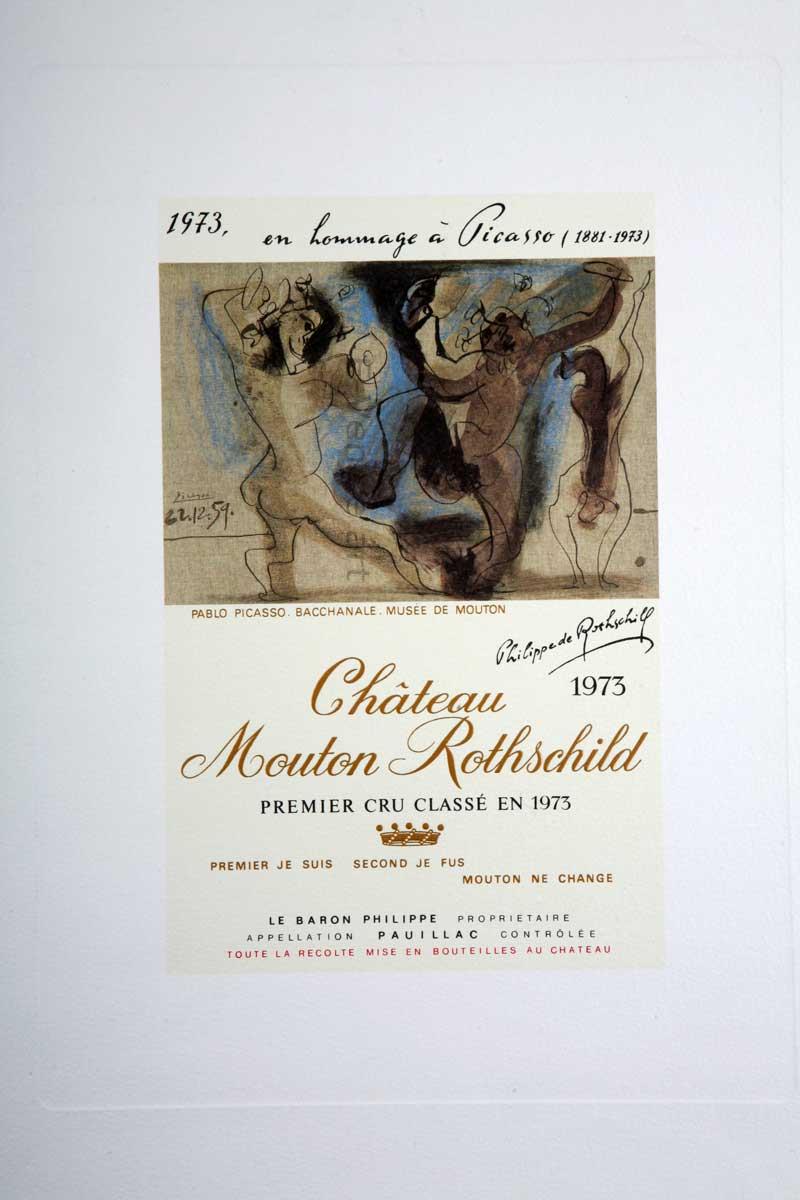 1973,
en hommage à Picasso (1881-1973)
Picasso
22.12.59.
PABLO PICASSO. BACCHANALE. MUSÉE DE MOUTON
Philippe de Rothschild
1973
Château
Mouton Rothschild
PREMIER CRU CLASSÉ EN 1973
PREMIER JE SUIS SECOND JE FUS
MOUTON NE CHANGE
LE BARON PHILIPPE PROPRIETAIRE
APPELLATION PAUILLAC CONTRÔLÉE
TOUTE LA RECOLTE MISE EN BOUTEILLES AU CHATEAU